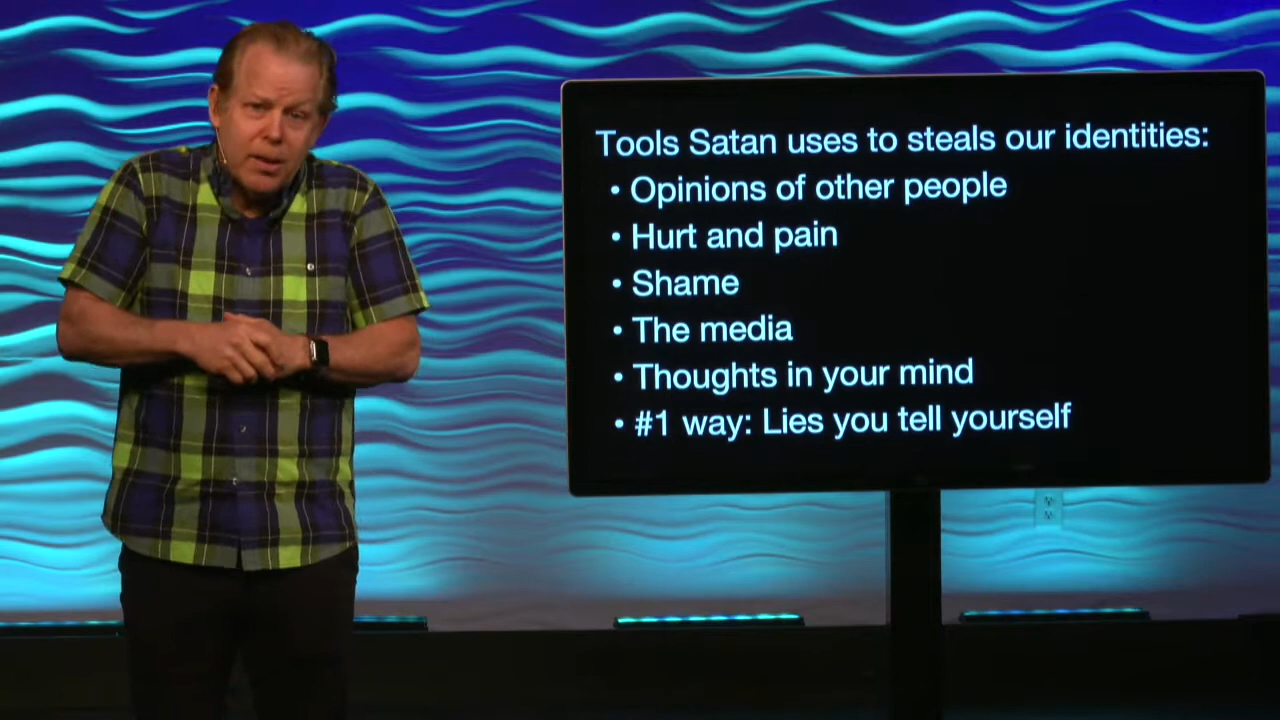 Tools Satan uses to steals our identities:
• Opinions of other people
• Hurt and pain
• Shame
• The media
• Thoughts in your mind
• #1 way: Lies you tell yourself